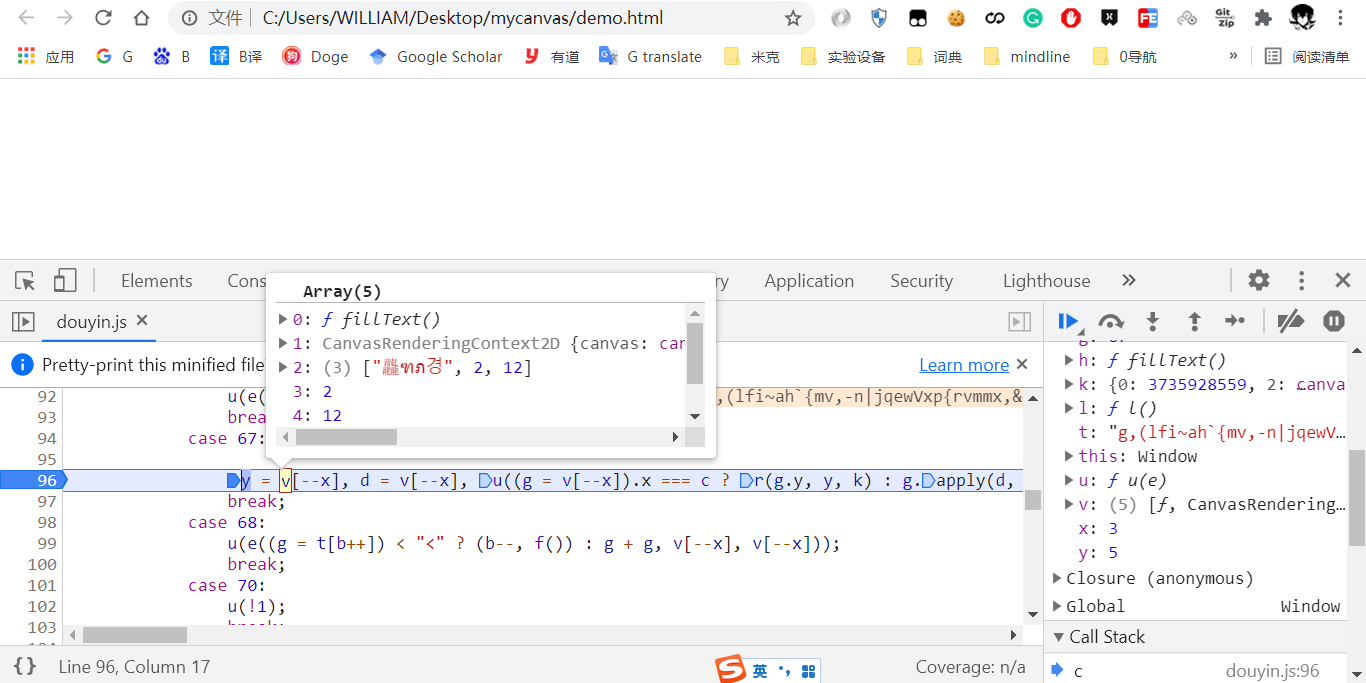 文件 C:/Users/WILLIAM/Desktop/mycanvas/demo.html
应用 G B B译 Doge Google Scholar 有道 G translate 米克 实验设备 词典 mindline 0导航 » 阅读清单
Elements Cons ry Application Security Lighthouse
douyin.js
Pretty-print this minified file Learn more
Array(5)
0: ƒ fillText()
1: CanvasRenderingContext2D {canvas: can
2: (3) ["龘ฑภ경", 2, 12]
3: 2
4: 12
92 u(e( ,(lfi~ah`{mv,-n|jqewVxp{rvmmx,&
93 brea
94 case 67:
95
96 y = v[--x], d = v[--x], u((g = v[--x]).x === c ? r(g.y, y, k) : g.apply(d,
97 break;
98 case 68:
99 u(e((g = t[b++]) < "<" ? (b--, f()) : g + g, v[--x], v[--x]));
100 break;
101 case 70:
102 u(!1);
103
h: ƒ fillText()
k: {0: 3735928559, 2: …canva
l: ƒ l()
t: "g,(lfi~ah`{mv,-n|jqewV…
this: Window
u: ƒ u(e)
v: (5) [ƒ, CanvasRendering…
x: 3
y: 5
Closure (anonymous)
Global Window
Call Stack
c douyin.js:96
{} Line 96, Column 17 英 Coverage: n/a